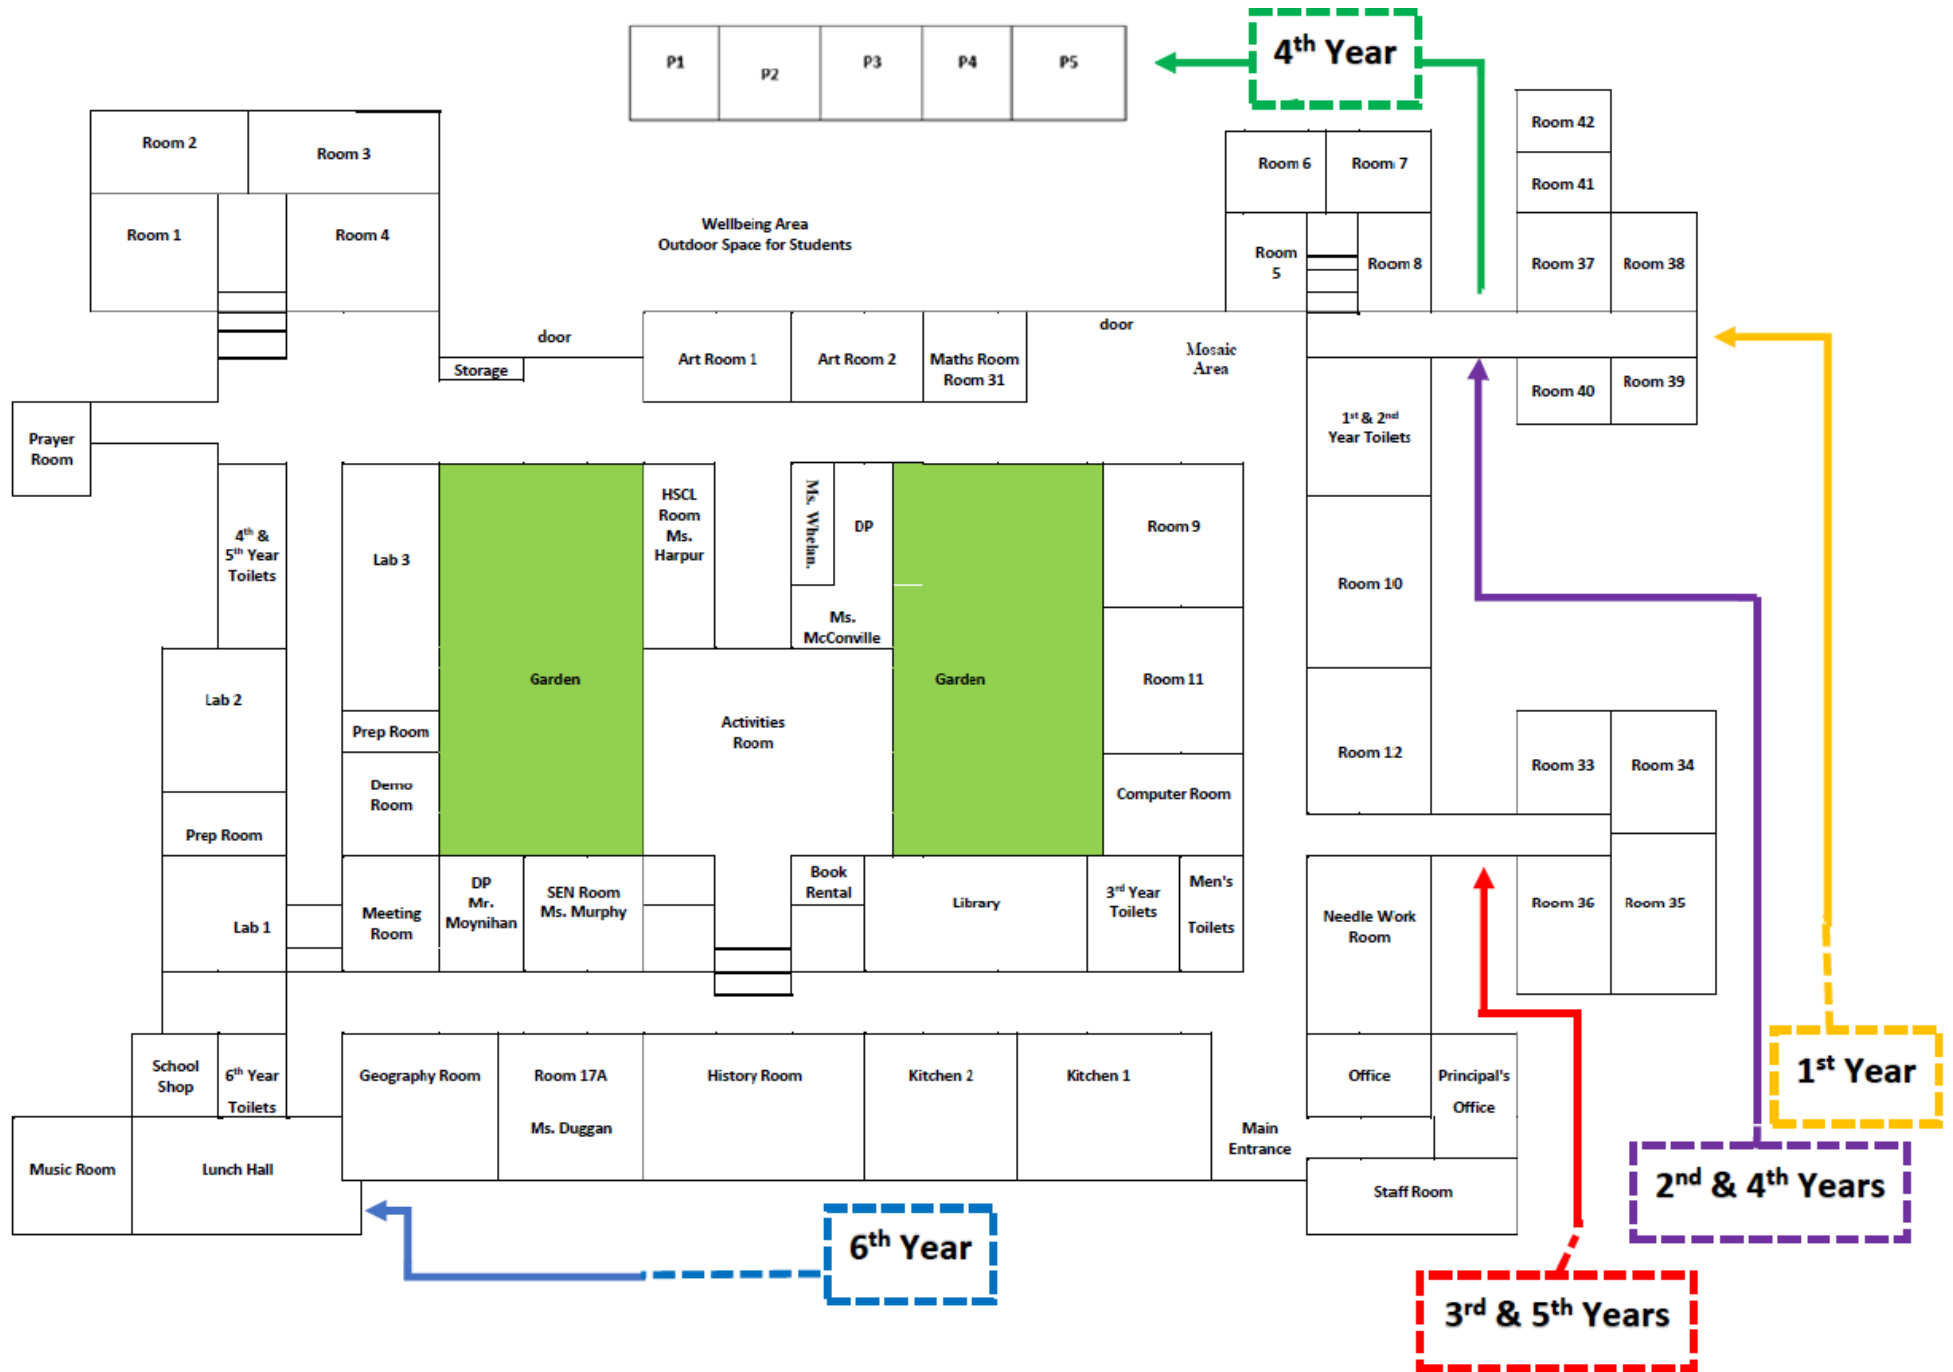 P1
P2
P3
P4
P5
4th Year
Room 2
Room 3
Room 1
Room 4
Wellbeing Area
Outdoor Space for Students
Room 6
Room 7
Room
5
Room 8
Room 42
Room 41
Room 37
Room 38
door
Storage
Art Room 1
Art Room 2
Maths Room
Room 31
door
Mosaic
Area
Room 40
Room 39
Prayer
Room
1st & 2nd
Year Toilets
4th &
5th Year
Toilets
Lab 3
HSCL
Room
Ms.
Harpur
Ms. Whelan.
DP
Ms.
McConville
Room 9
Room 10
Lab 2
Garden
Garden
Activities
Room
Room 11
Prep Room
Demo
Room
Computer Room
Room 12
Room 33
Room 34
Prep Room
Lab 1
Meeting
Room
DP
Mr.
Moynihan
SEN Room
Ms. Murphy
Book
Rental
Library
3rd Year
Toilets
Men's
Toilets
Needle Work
Room
Room 36
Room 35
School
Shop
6th Year
Toilets
Geography Room
Room 17A
Ms. Duggan
History Room
Kitchen 2
Kitchen 1
Office
Principal's
Office
1st Year
Main
Entrance
Music Room
Lunch Hall
Staff Room
2nd & 4th Years
6th Year
3rd & 5th Years